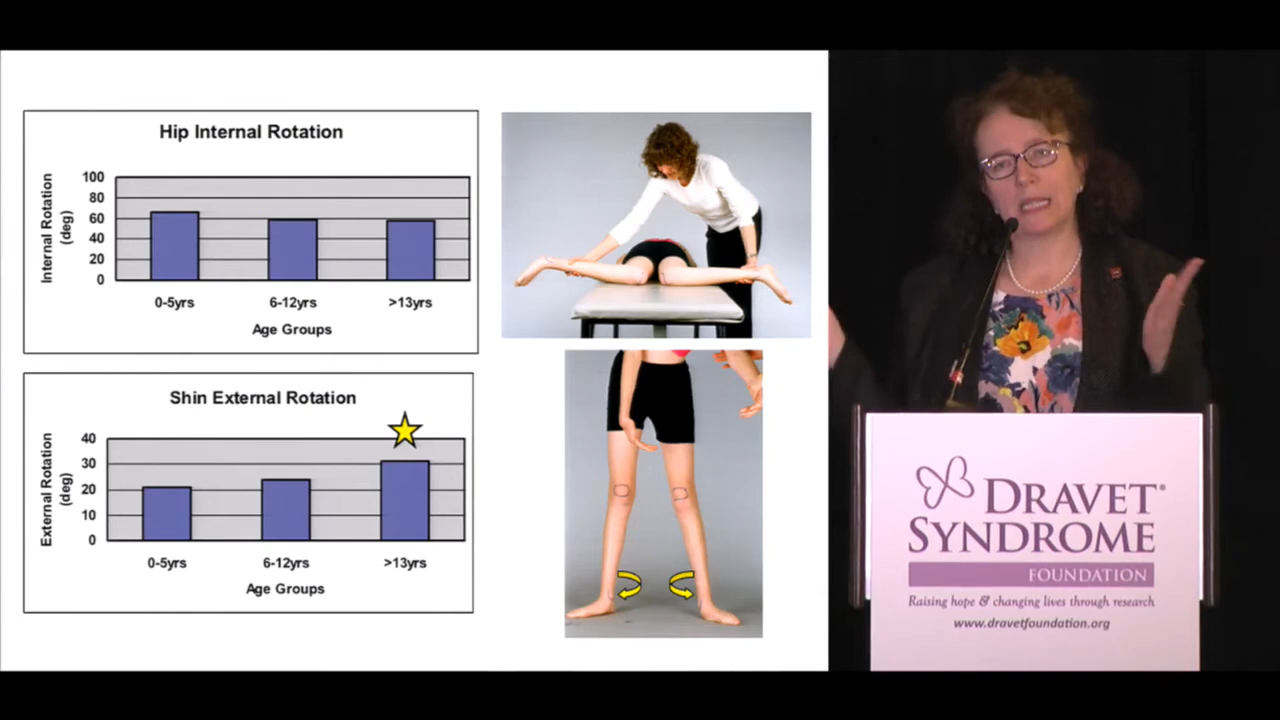 Hip Internal Rotation
Internal Rotation
(deg)
100
80
60
40
20
0
0-5yrs 6-12yrs >13yrs
Age Groups
Shin External Rotation
External Rotation
(deg)
40
30
20
10
0
0-5yrs 6-12yrs >13yrs
Age Groups
DRAVET®
SYNDROME
FOUNDATION
Raising hope & changing lives through research
www.dravetfoundation.org